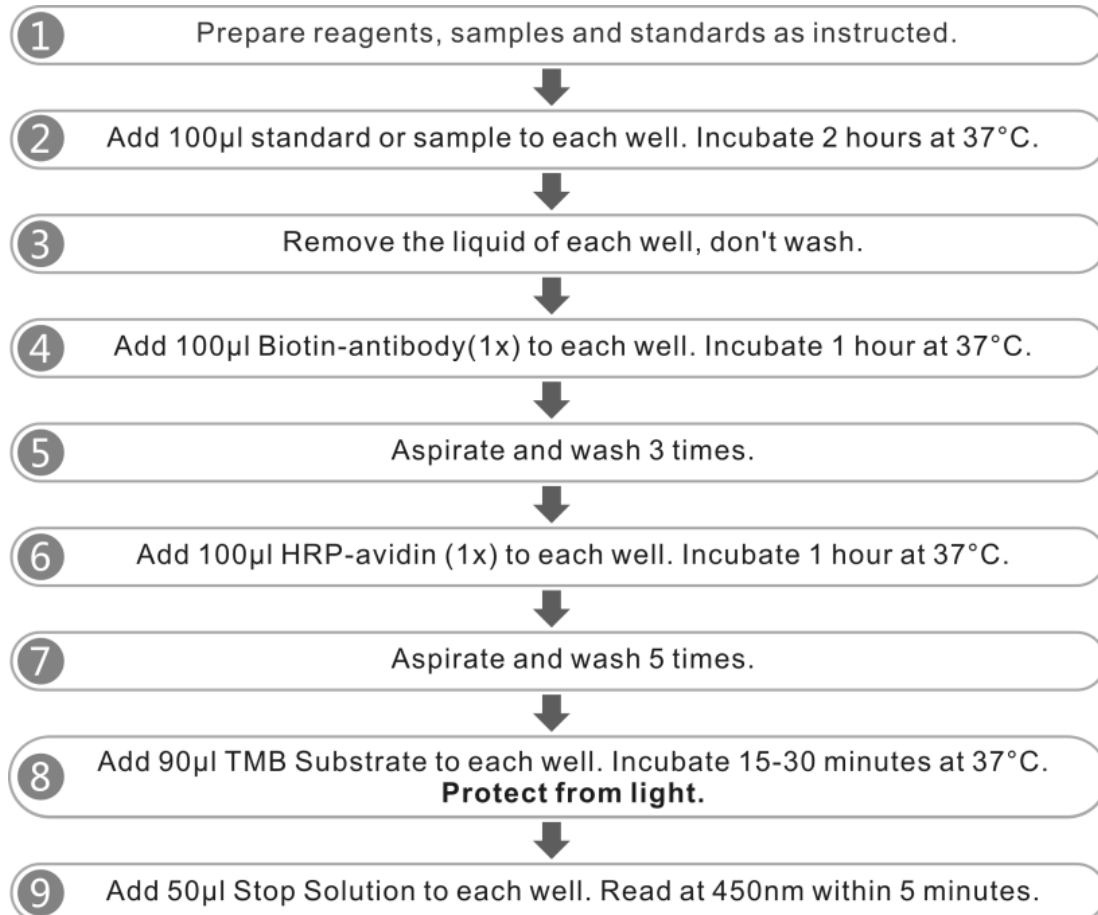 1 Prepare reagents, samples and standards as instructed.
2 Add 100µl standard or sample to each well. Incubate 2 hours at 37°C.
3 Remove the liquid of each well, don't wash.
4 Add 100µl Biotin-antibody(1x) to each well. Incubate 1 hour at 37°C.
5 Aspirate and wash 3 times.
6 Add 100µl HRP-avidin (1x) to each well. Incubate 1 hour at 37°C.
7 Aspirate and wash 5 times.
8 Add 90µl TMB Substrate to each well. Incubate 15-30 minutes at 37°C.
Protect from light.
9 Add 50µl Stop Solution to each well. Read at 450nm within 5 minutes.